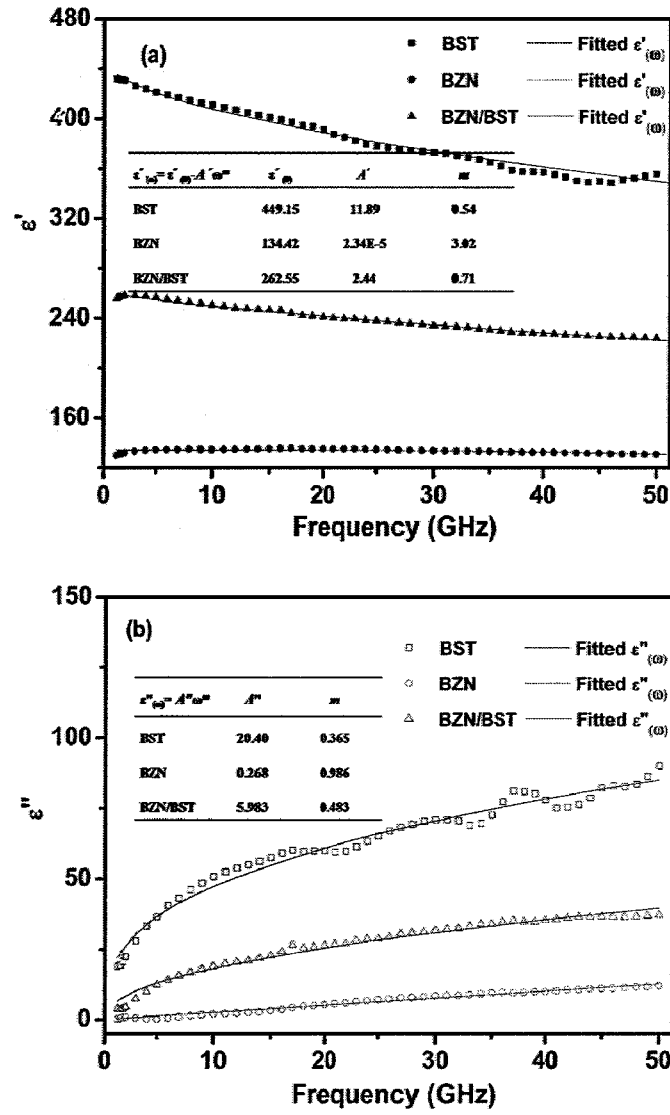 480
400
320
240
160
ε'
(a)
BST
Fitted ε'(ω)
BZN
Fitted ε'(ω)
BZN/BST
Fitted ε'(ω)
ε'(ω)= ε'(0)-A'ω^m ε'(0) A' m
BST 449.15 11.89 0.54
BZN 134.42 2.34E-5 3.02
BZN/BST 262.55 2.44 0.71
0 10 20 30 40 50
Frequency (GHz)
150
100
50
0
ε"
(b)
BST
Fitted ε"(ω)
BZN
Fitted ε"(ω)
BZN/BST
Fitted ε"(ω)
ε"(ω)= A"ω^m A" m
BST 20.40 0.365
BZN 0.268 0.986
BZN/BST 5.983 0.483
0 10 20 30 40 50
Frequency (GHz)